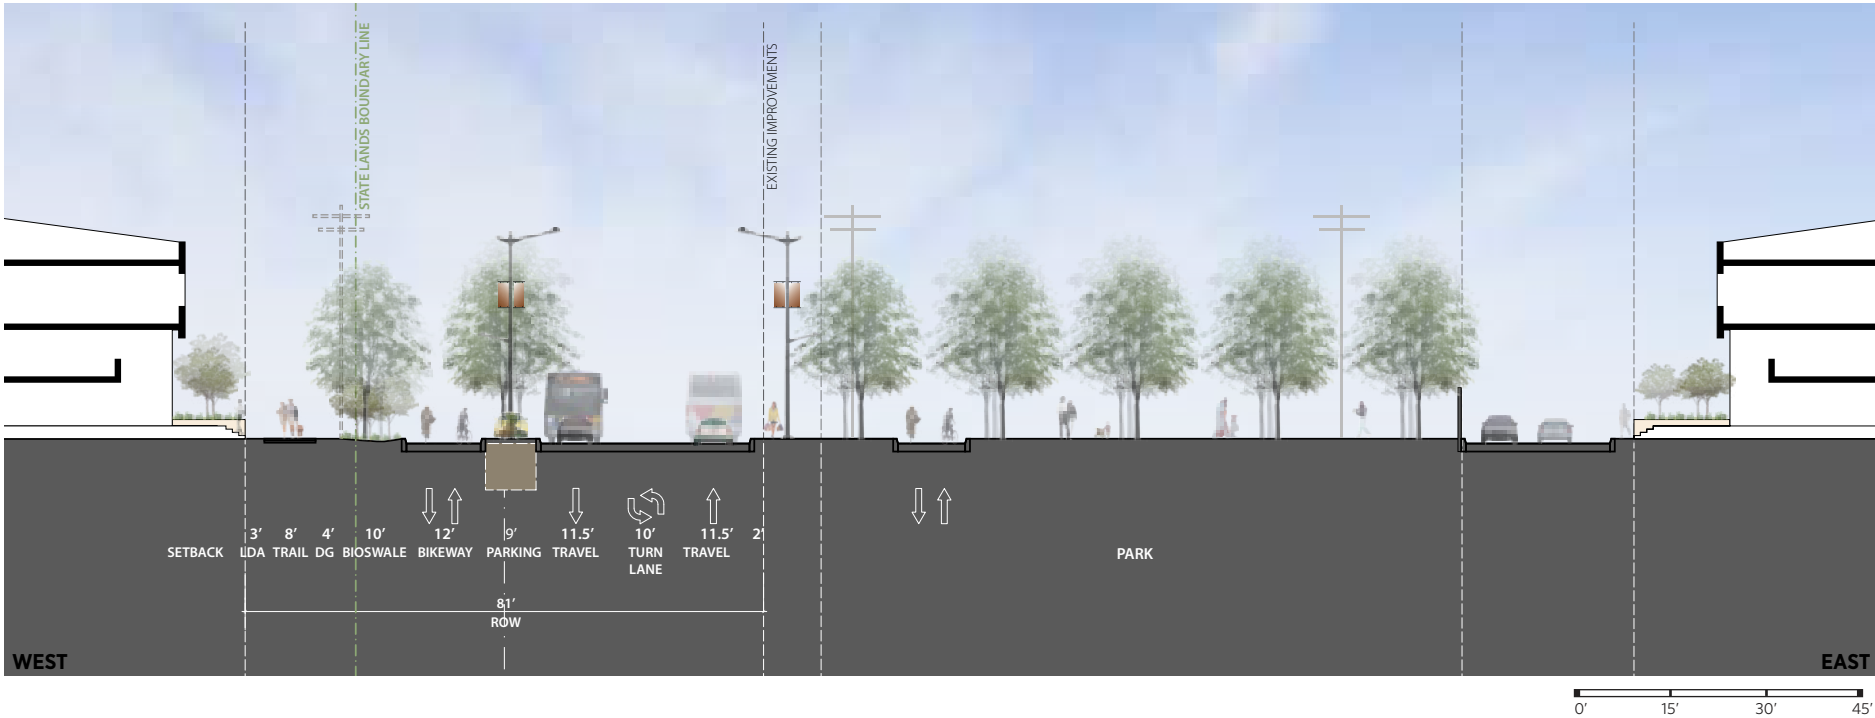 STATE LANDS BOUNDARY LINE
EXISTING IMPROVEMENTS
3’ 8’ 4’ 10’ 12’ 9’ 11.5’ 10’ 11.5’ 2’
SETBACK LDA TRAIL DG BIOSWALE BIKEWAY PARKING TRAVEL TURN TRAVEL PARK
LANE
81’
ROW
WEST EAST
0’ 15’ 30’ 45’